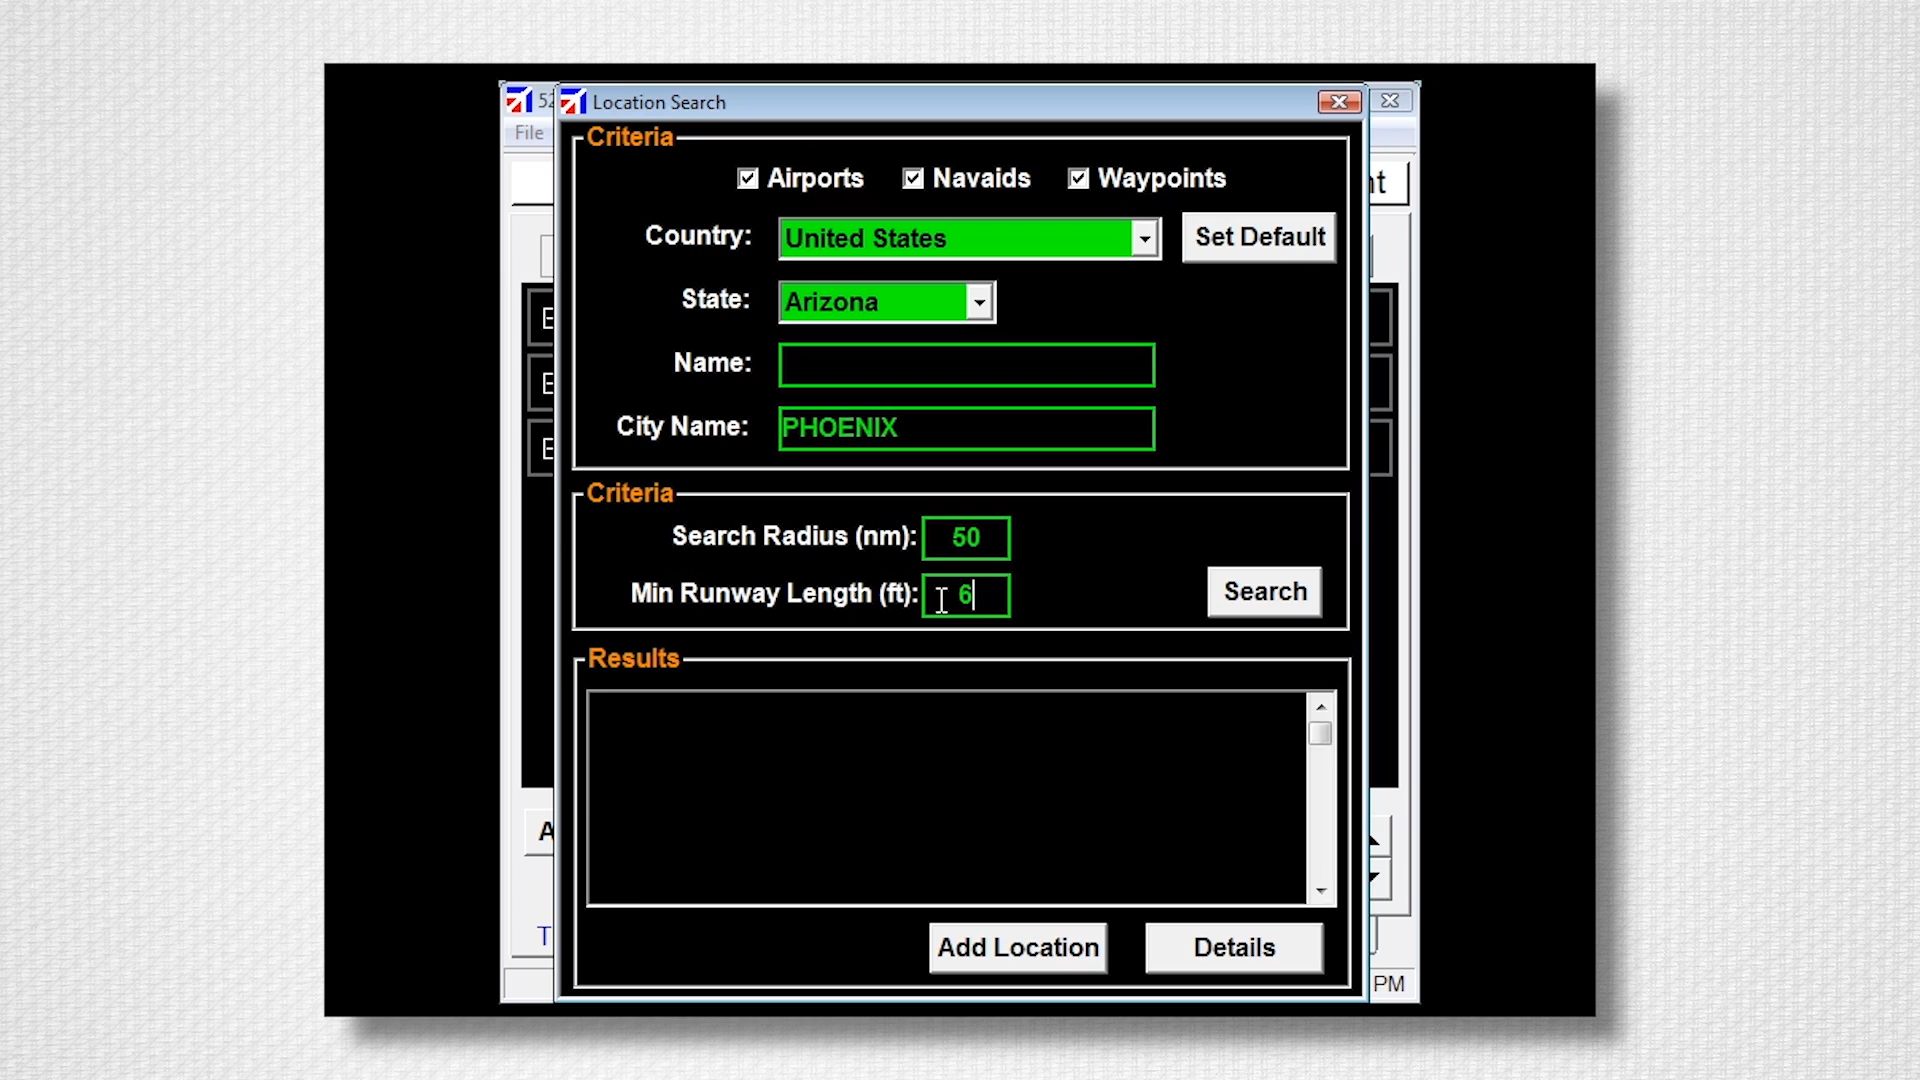 52 Location Search
File
Criteria
Airports Navaids Waypoints
Country: United States Set Default
State: Arizona
Name:
City Name: PHOENIX
Criteria
Search Radius (nm): 50
Min Runway Length (ft): 6
Search
Results
Add Location Details
PM